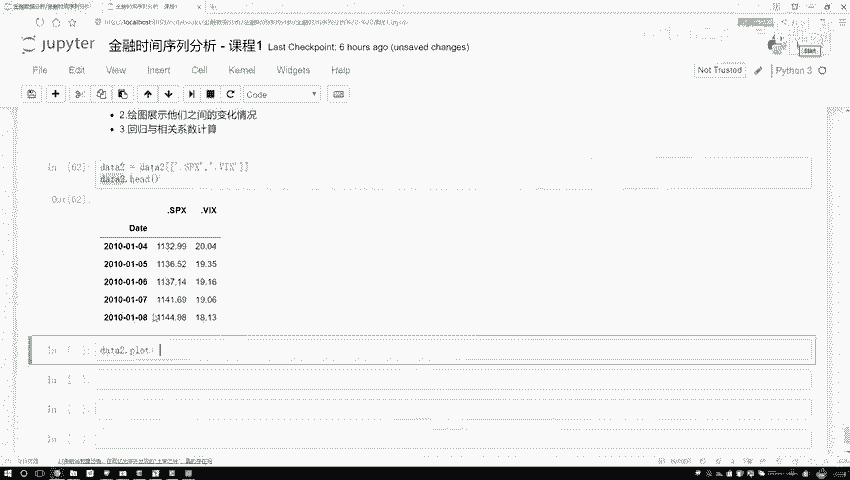 jupyter 金融时间序列分析 - 课程1 Last Checkpoint: 6 hours ago (unsaved changes)
File Edit View Insert Cell Kernel Widgets Help
Not Trusted Python 3
Code
2.绘图展示他们之间的变化情况
3.回归与相关系数计算
In [62]: data2 = data2[['.SPX','.VIX']]
data2.head()
Out[62]:
.SPX .VIX
Date
2010-01-04 1132.99 20.04
2010-01-05 1136.52 19.35
2010-01-06 1137.14 19.16
2010-01-07 1141.69 19.06
2010-01-08 1144.98 18.13
In [ ]: data2.plot
In [ ]:
In [ ]:
In [ ]: